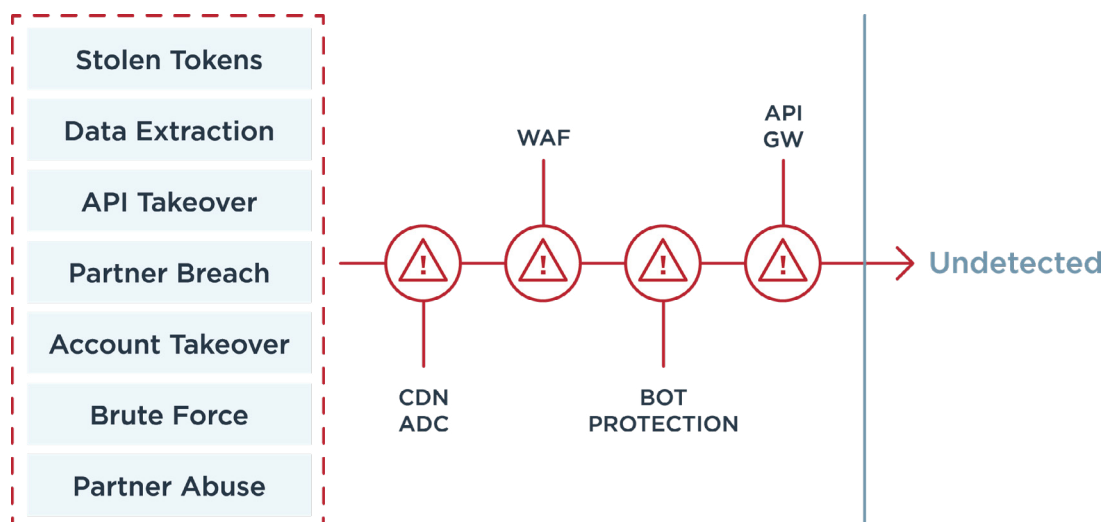 Stolen Tokens
Data Extraction
API Takeover
Partner Breach
Account Takeover
Brute Force
Partner Abuse
CDN
ADC
WAF
BOT
PROTECTION
API
GW
Undetected